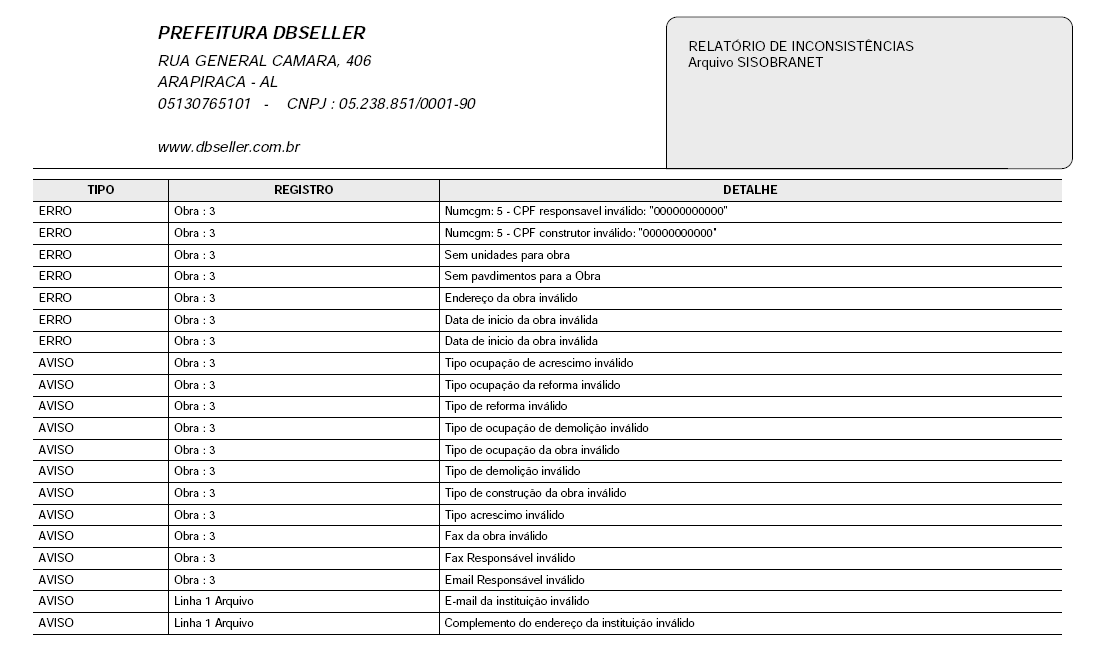 PREFEITURA DBSELLER
RUA GENERAL CAMARA, 406
ARAPIRACA - AL
05130765101 - CNPJ : 05.238.851/0001-90
www.dbseller.com.br
RELATÓRIO DE INCONSISTÊNCIAS
Arquivo SISOBRANET
TIPO REGISTRO DETALHE
ERRO Obra : 3 Numcgm: 5 - CPF responsavel inválido: "00000000000"
ERRO Obra : 3 Numcgm: 5 - CPF construtor inválido: "00000000000"
ERRO Obra : 3 Sem unidades para obra
ERRO Obra : 3 Sem pavdimentos para a Obra
ERRO Obra : 3 Endereço da obra inválido
ERRO Obra : 3 Data de inicio da obra inválida
ERRO Obra : 3 Data de inicio da obra inválida
AVISO Obra : 3 Tipo ocupação de acrescimo inválido
AVISO Obra : 3 Tipo ocupação da reforma inválido
AVISO Obra : 3 Tipo de reforma inválido
AVISO Obra : 3 Tipo de ocupação de demolição inválido
AVISO Obra : 3 Tipo de ocupação da obra inválido
AVISO Obra : 3 Tipo de demolição inválido
AVISO Obra : 3 Tipo de construção da obra inválido
AVISO Obra : 3 Tipo acrescimo inválido
AVISO Obra : 3 Fax da obra inválido
AVISO Obra : 3 Fax Responsável inválido
AVISO Obra : 3 Email Responsável inválido
AVISO Linha 1 Arquivo E-mail da instituição inválido
AVISO Linha 1 Arquivo Complemento do endereço da instituição inválido